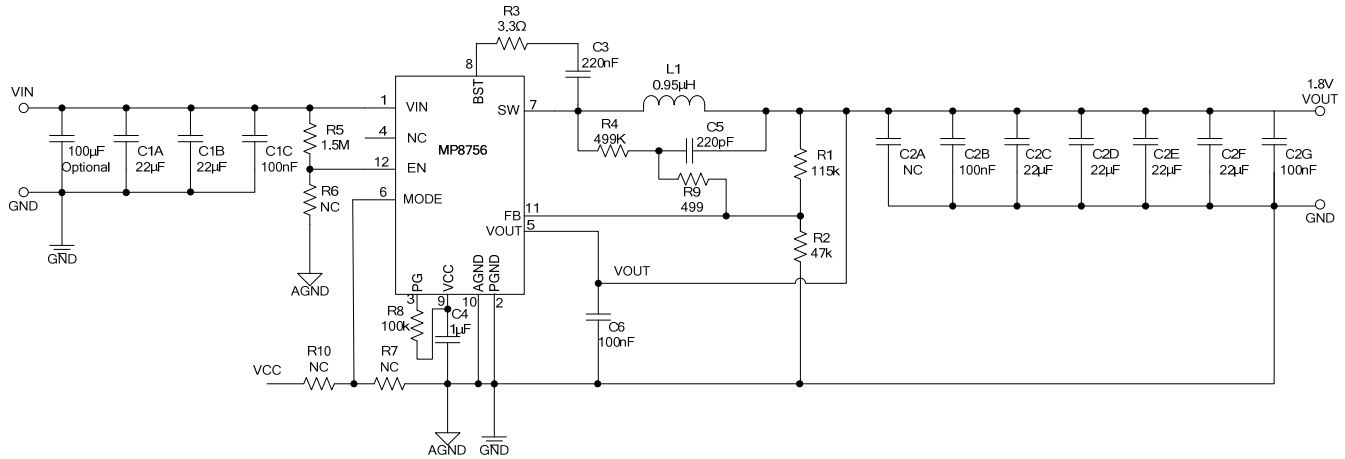 R3
3.3Ω
C3
220nF
8
BST
L1
0.95µH
VIN
1
VIN
SW
7
1.8V
VOUT
100µF
Optional
C1A
22µF
C1B
22µF
C1C
100nF
R5
1.5M
4
NC
MP8756
R4
499K
C5
220pF
R1
115k
C2A
NC
C2B
100nF
C2C
22µF
C2D
22µF
C2E
22µF
C2F
22µF
C2G
100nF
12
EN
R9
499
GND
R6
NC
6
MODE
FB
11
GND
VOUT
5
R2
47k
GND
AGND
PG
VCC
AGND
PGND
VOUT
3
9
10
2
R8
100k
C4
1µF
C6
100nF
VCC
R10
NC
R7
NC
AGND
GND